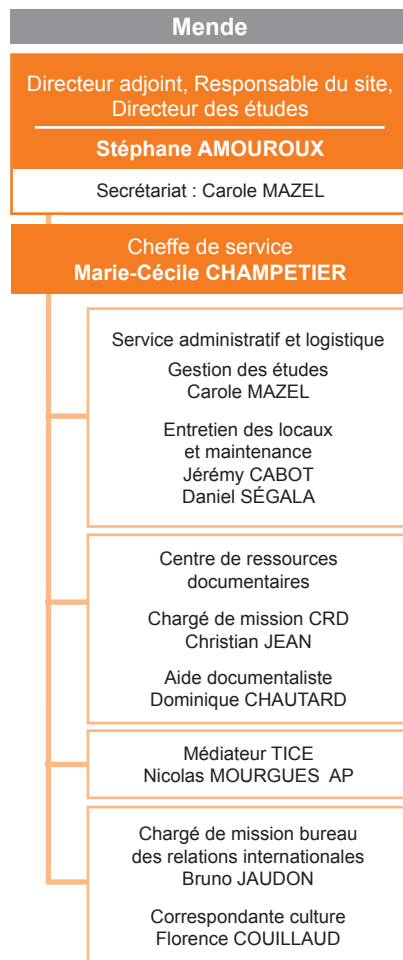 Mende
Directeur adjoint, Responsable du site,
Directeur des études
Stéphane AMOUROUX
Secrétariat : Carole MAZEL
Cheffe de service
Marie-Cécile CHAMPETIER
Service administratif et logistique
Gestion des études
Carole MAZEL
Entretien des locaux
et maintenance
Jérémy CABOT
Daniel SÉGALA
Centre de ressources
documentaires
Chargé de mission CRD
Christian JEAN
Aide documentaliste
Dominique CHAUTARD
Médiateur TICE
Nicolas MOURGUES AP
Chargé de mission bureau
des relations internationales
Bruno JAUDON
Correspondante culture
Florence COUILLAUD